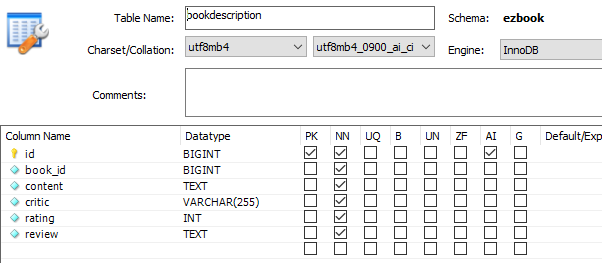 Table Name: bookdescription Schema: ezbook
Charset/Collation: utf8mb4 utf8mb4_0900_ai_ci Engine: InnoDB
Comments:
Column Name Datatype PK NN UQ B UN ZF AI G Default/Exp
id BIGINT
book_id BIGINT
content TEXT
critic VARCHAR(255)
rating INT
review TEXT